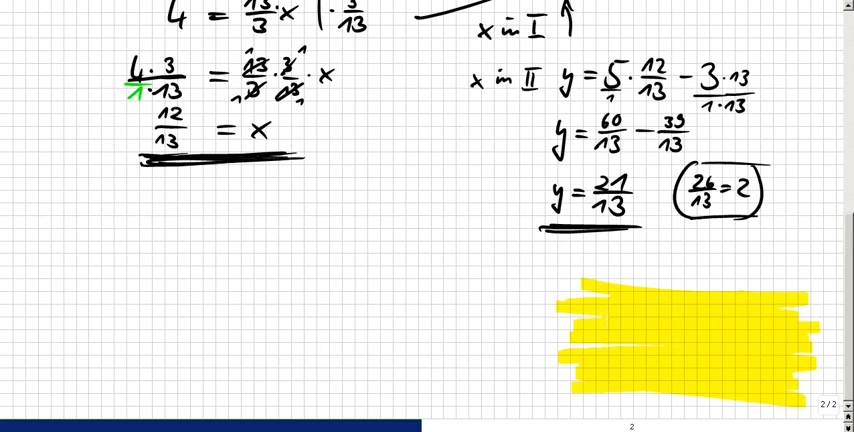 4 = 13/3 · x | · 3/13
4 · 3 / 1 · 13 = 13/3 · 3/13 · x
12/13 = x
x in I
x in II y = 5/1 · 12/13 − 3 · 13 / 1 · 13
y = 60/13 − 39/13
y = 21/13
26/13 = 2
2/2
2